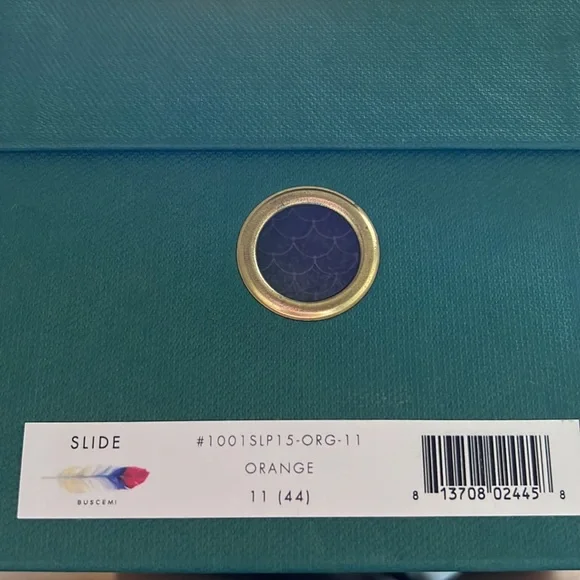 SLIDE
BUSCEMI
#1001SLP15-ORG-11
ORANGE
11 (44)
8 13708 02445 8